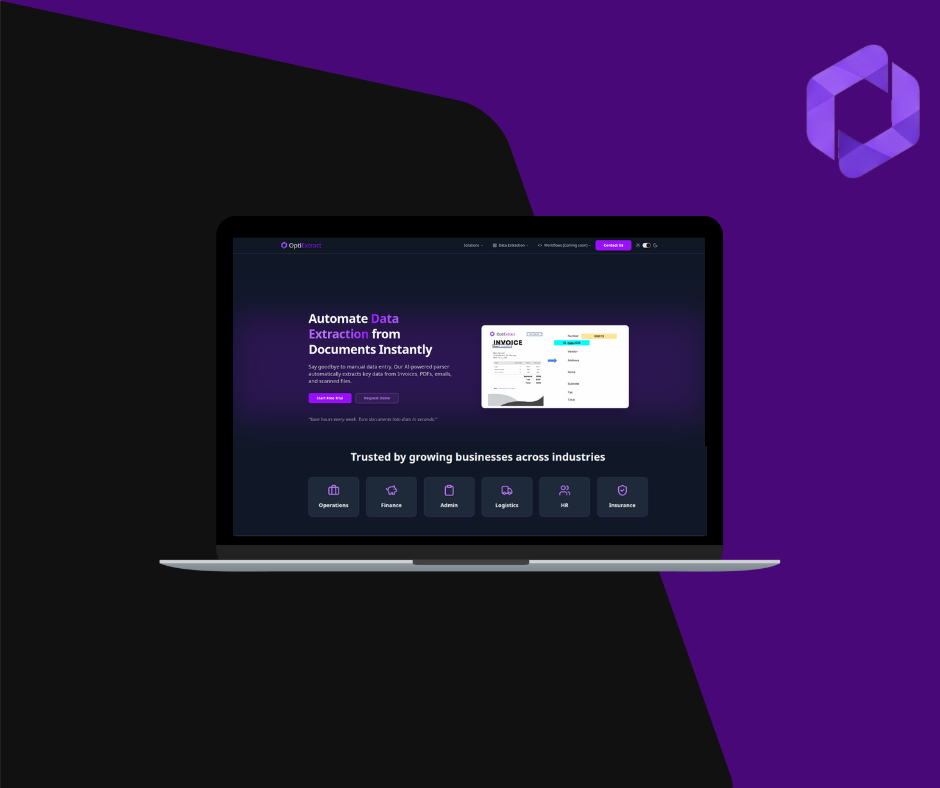 OptiExtract
Solutions
Data Extraction
Workflows (Coming soon)
Contact Us
Automate Data
Extraction from
Documents Instantly
Say goodbye to manual data entry. Our AI-powered parser
automatically extracts key data from Invoices, PDFs, emails,
and scanned files.
Start Free Trial
Request Demo
"Save hours every week. Turn documents into data in seconds."
OptiExtract
INVOICE
Number
Vendor
Address
Name
Subtotal
Tax
Total
Trusted by growing businesses across industries
Operations
Finance
Admin
Logistics
HR
Insurance